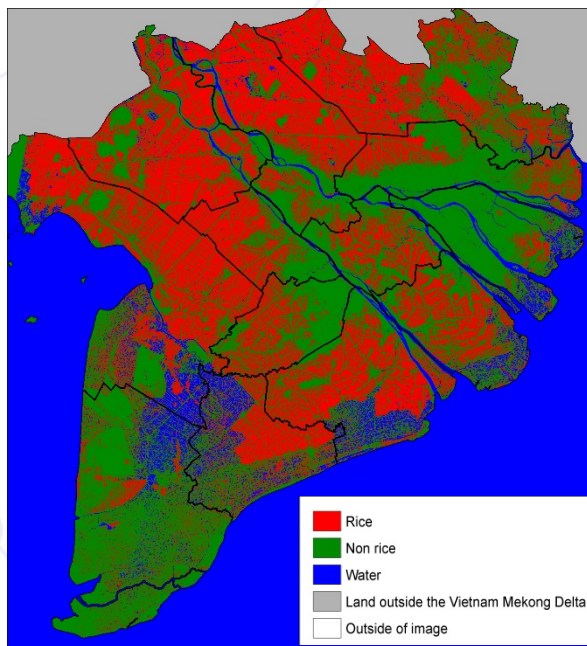 Rice
Non rice
Water
Land outside the Vietnam Mekong Delta
Outside of image